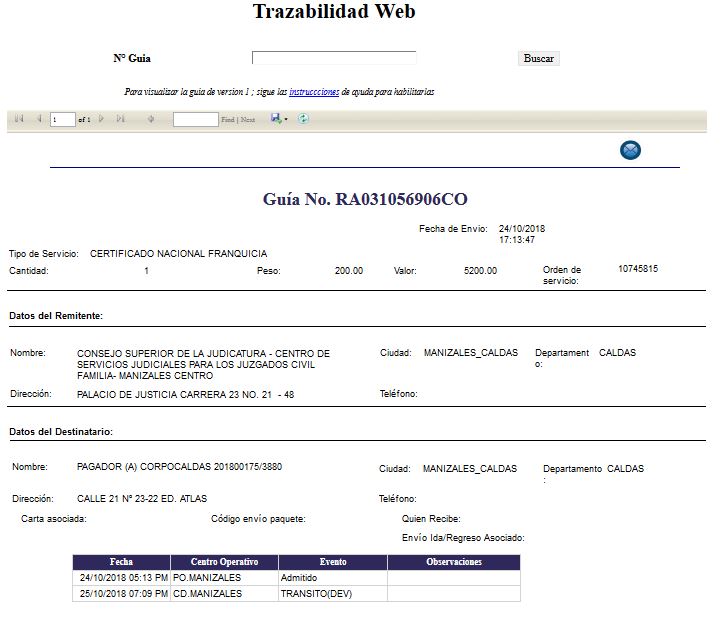 Trazabilidad Web
N° Guia Buscar
Para visualizar la guia de version 1 ; sigue las instruccciones de ayuda para habilitarlas
1 of 1 Find | Next
Guía No. RA031056906CO
Fecha de Envio: 24/10/2018
17:13:47
Tipo de Servicio: CERTIFICADO NACIONAL FRANQUICIA
Cantidad: 1 Peso: 200.00 Valor: 5200.00 Orden de 10745815
servicio:
Datos del Remitente:
Nombre: CONSEJO SUPERIOR DE LA JUDICATURA - CENTRO DE Ciudad: MANIZALES_CALDAS Departament CALDAS
SERVICIOS JUDICIALES PARA LOS JUZGADOS CIVIL o:
FAMILIA- MANIZALES CENTRO
Dirección: PALACIO DE JUSTICIA CARRERA 23 NO. 21 - 48 Teléfono:
Datos del Destinatario:
Nombre: PAGADOR (A) CORPOCALDAS 201800175/3880 Ciudad: MANIZALES_CALDAS Departamento CALDAS
:
Dirección: CALLE 21 Nº 23-22 ED. ATLAS Teléfono:
Carta asociada: Código envío paquete: Quien Recibe:
Envío Ida/Regreso Asociado:
Fecha Centro Operativo Evento Observaciones
24/10/2018 05:13 PM PO.MANIZALES Admitido
25/10/2018 07:09 PM CD.MANIZALES TRANSITO(DEV)